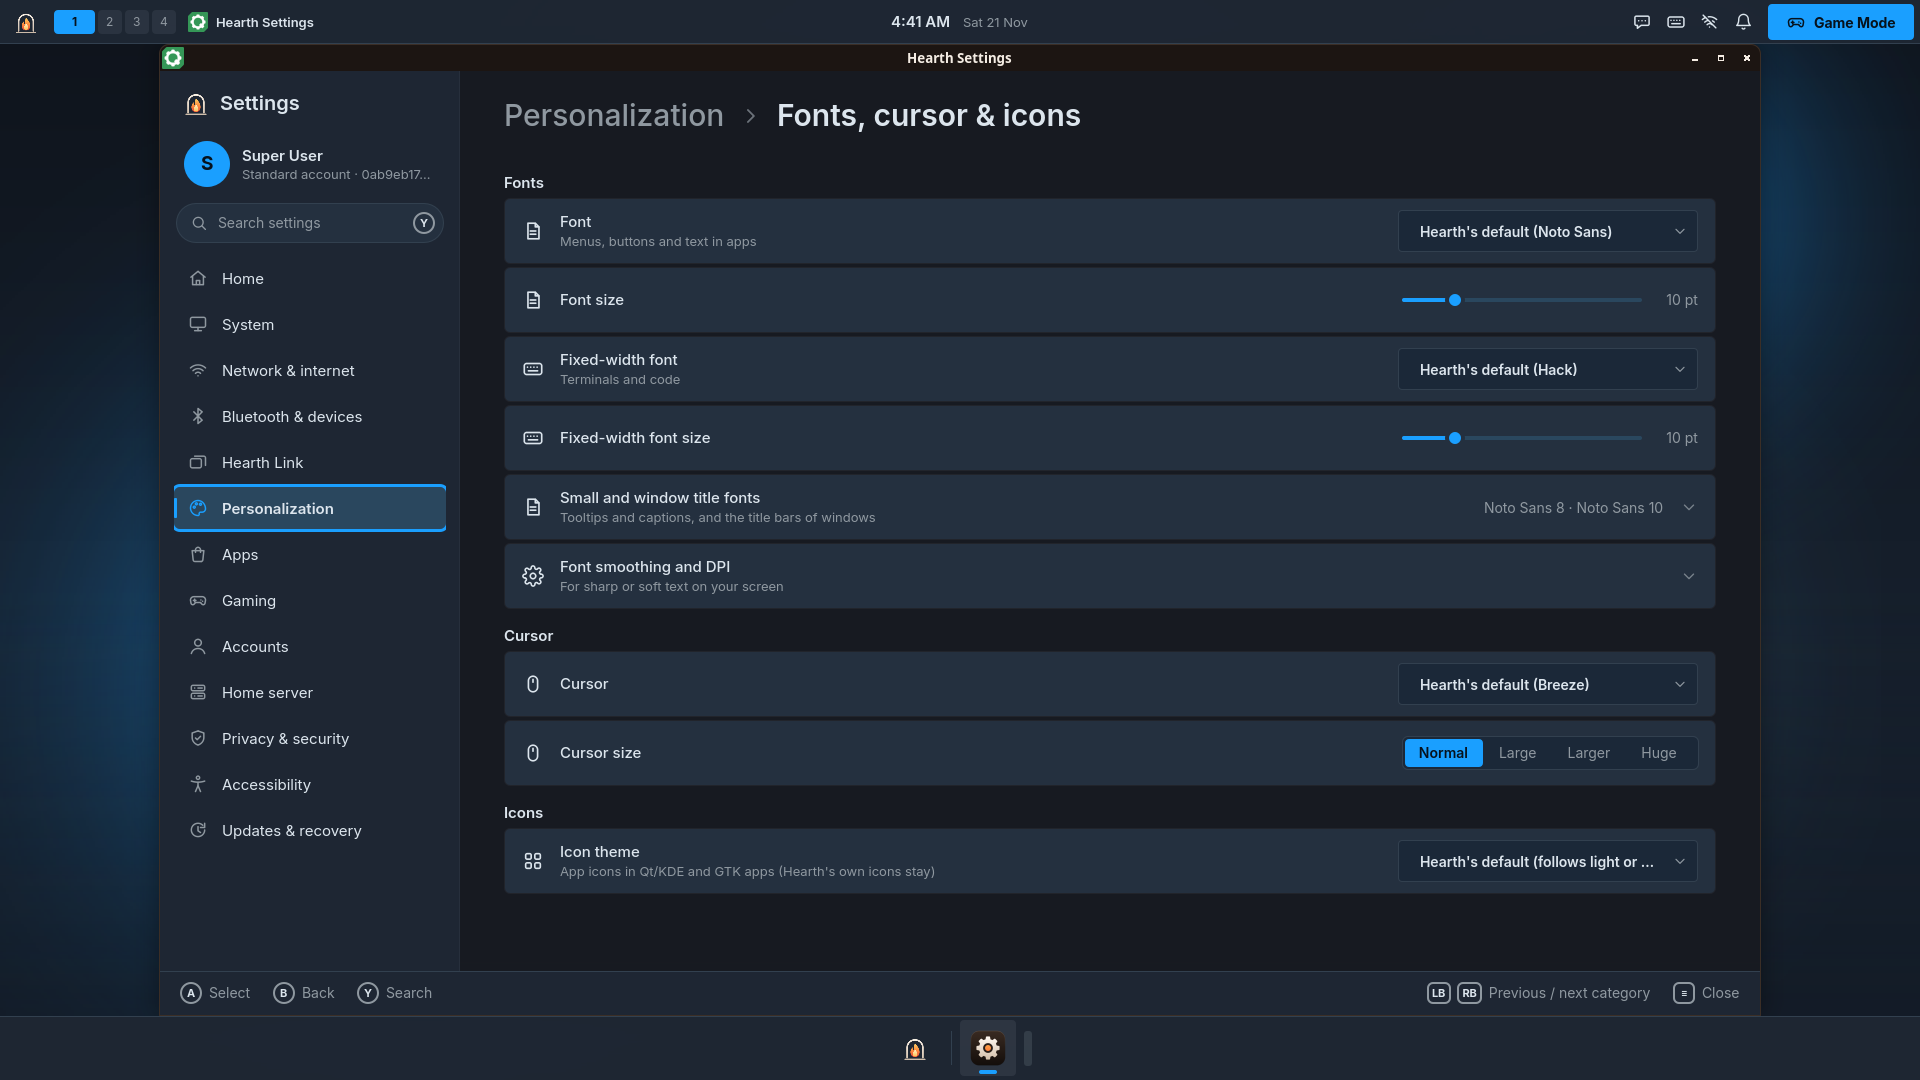 1 2 3 4 Hearth Settings
4:41 AM Sat 21 Nov
Game Mode
Hearth Settings
Settings
S
Super User
Standard account · 0ab9eb17...
Search settings Y
Home
System
Network & internet
Bluetooth & devices
Hearth Link
Personalization
Apps
Gaming
Accounts
Home server
Privacy & security
Accessibility
Updates & recovery
Personalization > Fonts, cursor & icons
Fonts
Font
Menus, buttons and text in apps
Hearth's default (Noto Sans)
Font size
10 pt
Fixed-width font
Terminals and code
Hearth's default (Hack)
Fixed-width font size
10 pt
Small and window title fonts
Tooltips and captions, and the title bars of windows
Noto Sans 8 · Noto Sans 10
Font smoothing and DPI
For sharp or soft text on your screen
Cursor
Cursor
Hearth's default (Breeze)
Cursor size
Normal Large Larger Huge
Icons
Icon theme
App icons in Qt/KDE and GTK apps (Hearth's own icons stay)
Hearth's default (follows light or ...
A Select B Back Y Search
LB RB Previous / next category Close